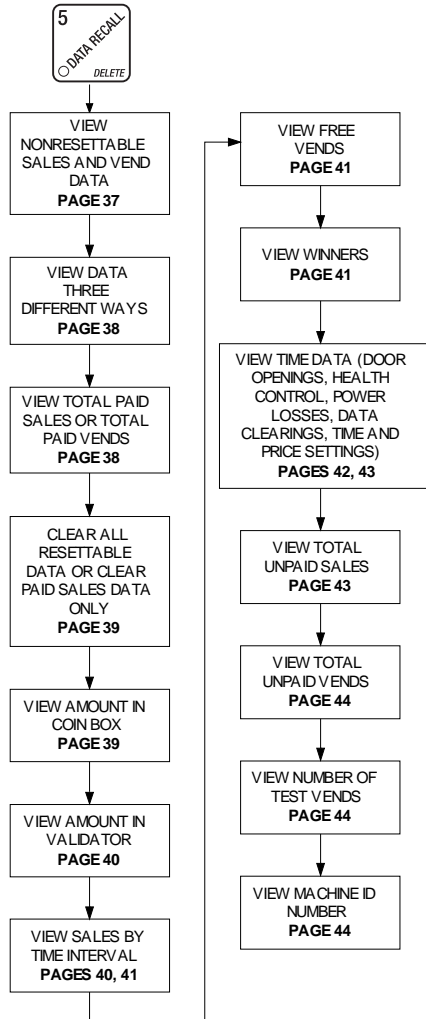 5
DATA RECALL
DELETE
VIEW
NONRESETTABLE
SALES AND VEND
DATA
PAGE 37
VIEW DATA
THREE
DIFFERENT WAYS
PAGE 38
VIEW TOTAL PAID
SALES OR TOTAL
PAID VENDS
PAGE 38
CLEAR ALL
RESETTABLE
DATA OR CLEAR
PAID SALES DATA
ONLY
PAGE 39
VIEW AMOUNT IN
COIN BOX
PAGE 39
VIEW AMOUNT IN
VALIDATOR
PAGE 40
VIEW SALES BY
TIME INTERVAL
PAGES 40, 41
VIEW FREE
VENDS
PAGE 41
VIEW WINNERS
PAGE 41
VIEW TIME DATA (DOOR
OPENINGS, HEALTH
CONTROL, POWER
LOSSES, DATA
CLEARINGS, TIME AND
PRICE SETTINGS)
PAGES 42, 43
VIEW TOTAL
UNPAID SALES
PAGE 43
VIEW TOTAL
UNPAID VENDS
PAGE 44
VIEW NUMBER OF
TEST VENDS
PAGE 44
VIEW MACHINE ID
NUMBER
PAGE 44